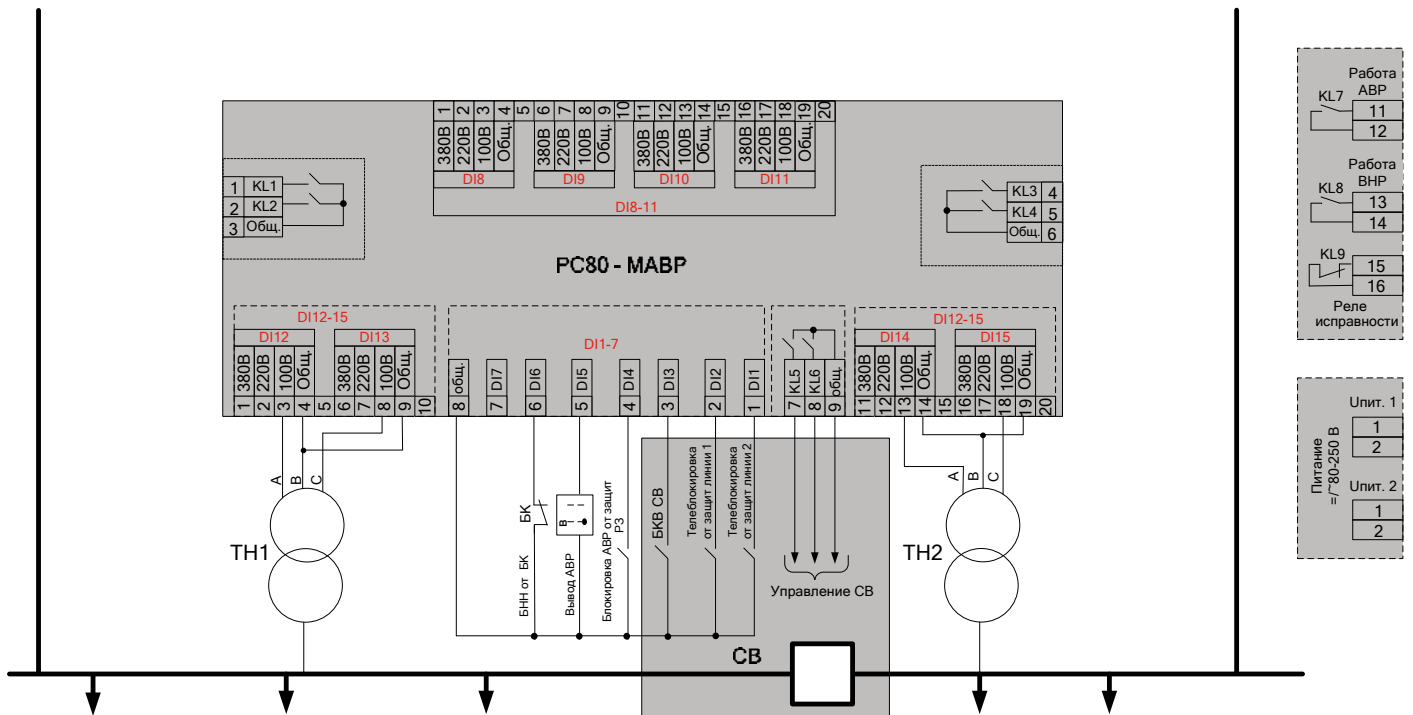 1 2 3 4 5 6 7 8 9 10 11 12 13 14 15 16 17 18 19 20
380В 220В 100В Общ. 380В 220В 100В Общ. 380В 220В 100В Общ. 380В 220В 100В Общ.
DI8 DI9 DI10 DI11
DI8-11
1 KL1
2 KL2
3 Общ.
KL3 4
KL4 5
Общ. 6
РС80 - МАВР
DI12-15
DI12 DI13
380В 220В 100В Общ. 380В 220В 100В Общ.
1 2 3 4 5 6 7 8 9 10
DI1-7
общ. DI7 DI6 DI5 DI4 DI3 DI2 DI1
8 7 6 5 4 3 2 1
KL5 KL6 общ.
7 8 9
DI12-15
DI14 DI15
380В 220В 100В Общ. 380В 220В 100В Общ.
11 12 13 14 15 16 17 18 19 20
A B C
ТН1
БК
БНН от БК
В
Вывод АВР
Блокировка АВР от защит
РЗ
БКВ СВ
Телеблокировка
от защит линии 1
Телеблокировка
от защит линии 2
Управление СВ
A B C
ТН2
СВ
Работа
АВР
KL7
11
12
Работа
ВНР
KL8
13
14
KL9
15
16
Реле
исправности
Питание
=/~80-250 В
Uпит. 1
1
2
Uпит. 2
1
2